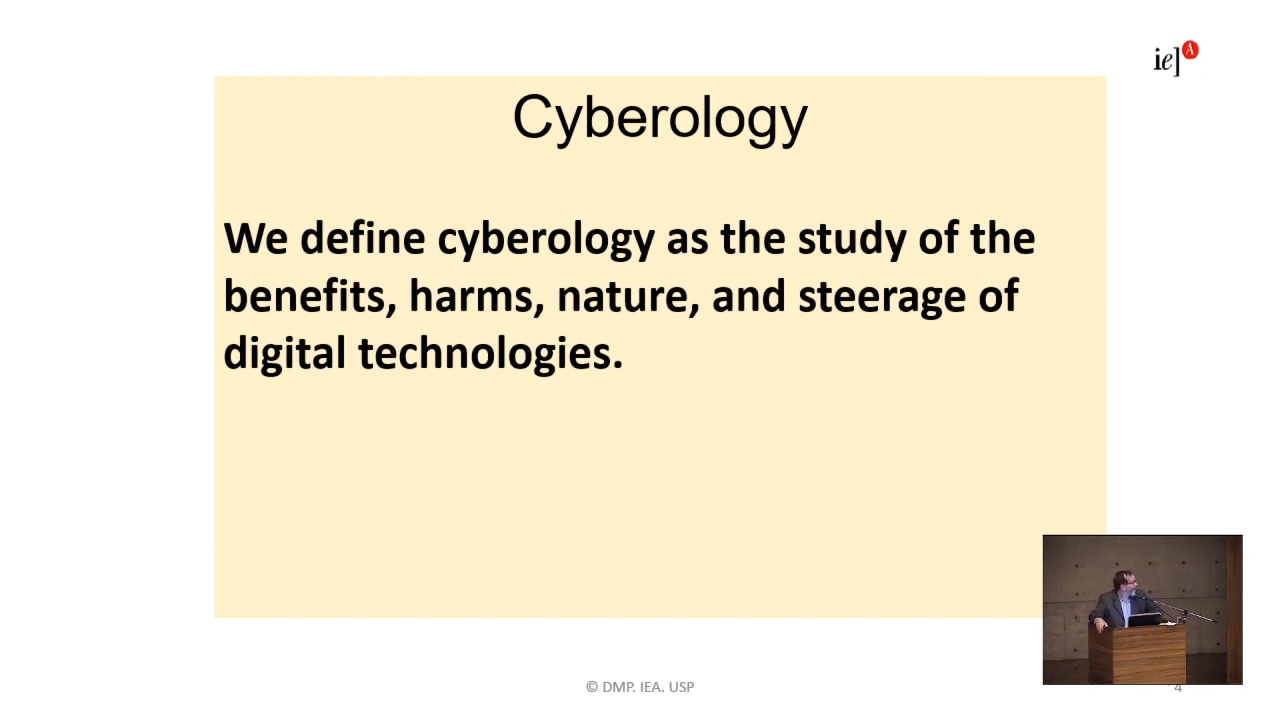 ie]A
Cyberology
We define cyberology as the study of the
benefits, harms, nature, and steerage of
digital technologies.
© DMP. IEA. USP
4